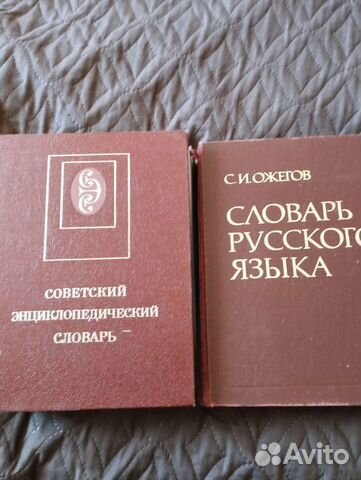 СОВЕТСКИЙ
ЭНЦИКЛОПЕДИЧЕСКИЙ
СЛОВАРЬ
С.И.ОЖЕГОВ
СЛОВАРЬ
РУССКОГО
ЯЗЫКА
Avito